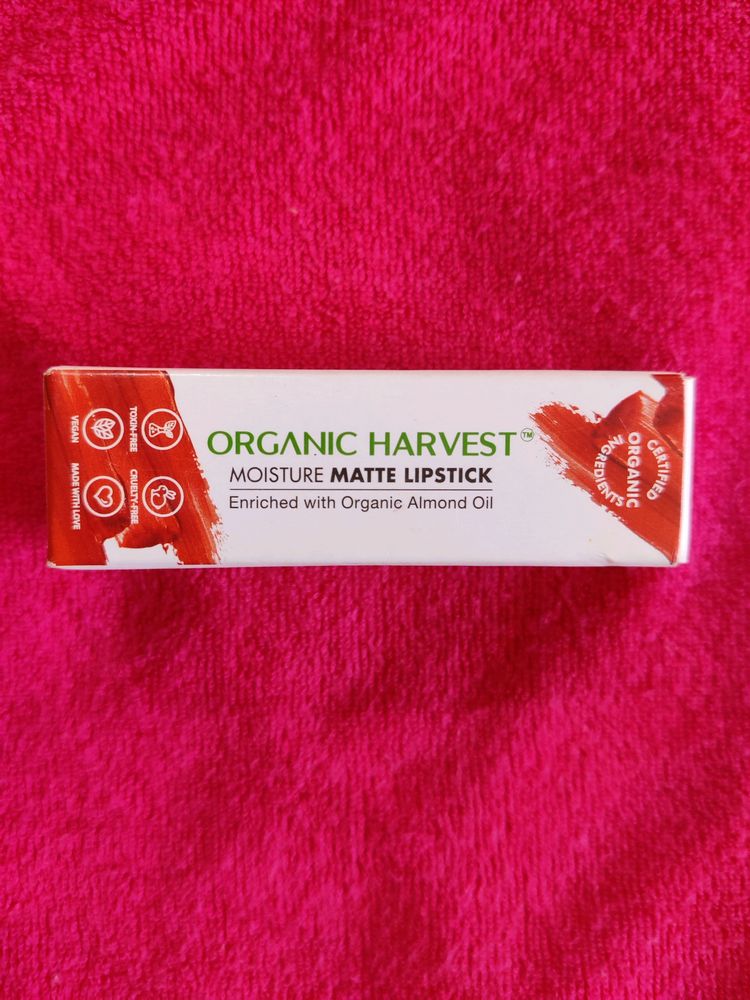 TOXIN-FREE
VEGAN
CRUELTY-FREE
MADE WITH LOVE
ORGANIC HARVEST™
MOISTURE MATTE LIPSTICK
Enriched with Organic Almond Oil
CERTIFIED
ORGANIC
INGREDIENTS